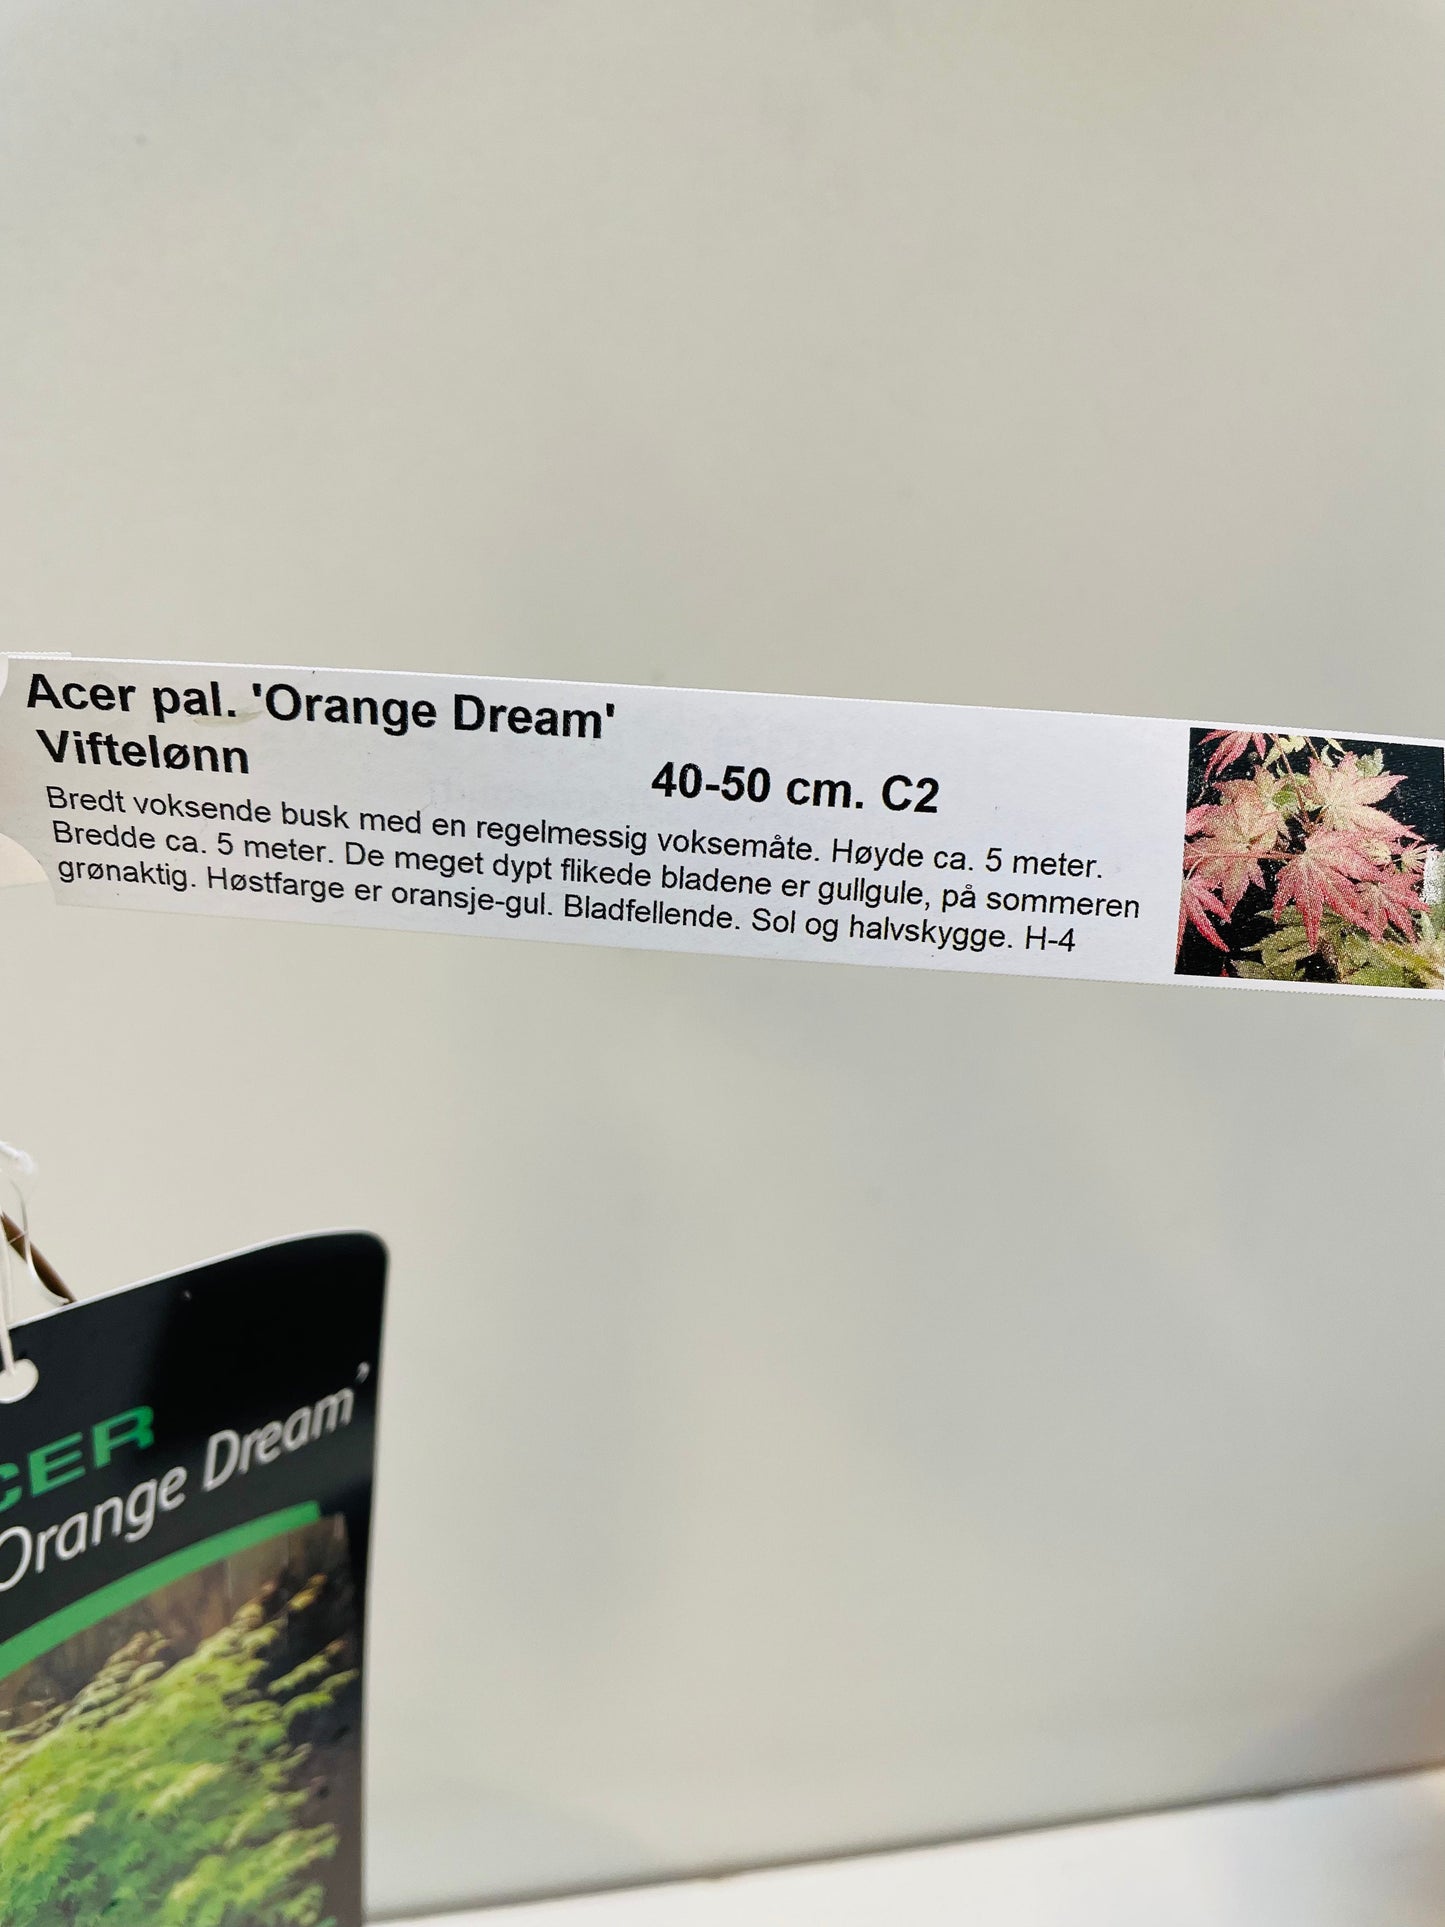 Acer pal. 'Orange Dream'
Viftelønn
40-50 cm. C2
Bredt voksende busk med en regelmessig voksemåte. Høyde ca. 5 meter.
Bredde ca. 5 meter. De meget dypt flikede bladene er gullgule, på sommeren
grønaktig. Høstfarge er oransje-gul. Bladfellende. Sol og halvskygge. H-4
CER
Orange Dream’